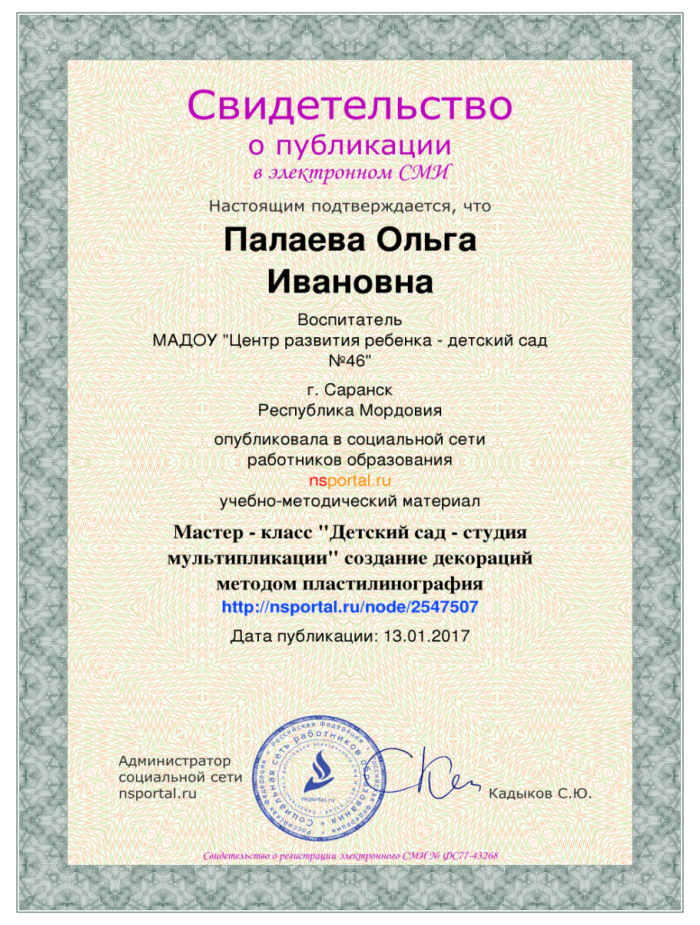 Свидетельство
о публикации
в электронном СМИ
Настоящим подтверждается, что
Палаева Ольга
Ивановна
Воспитатель
МАДОУ "Центр развития ребенка - детский сад
№46"
г. Саранск
Республика Мордовия
опубликовала в социальной сети
работников образования
nsportal.ru
учебно-методический материал
Мастер - класс "Детский сад - студия
мультипликации" создание декораций
методом пластилинография
http://nsportal.ru/node/2547507
Дата публикации: 13.01.2017
Российская Федерация
Социальная сеть работников образования
nsportal.ru
Администратор
социальной сети
nsportal.ru
Кадыков С.Ю.
Свидетельство о регистрации электронного СМИ № ФС77-43268